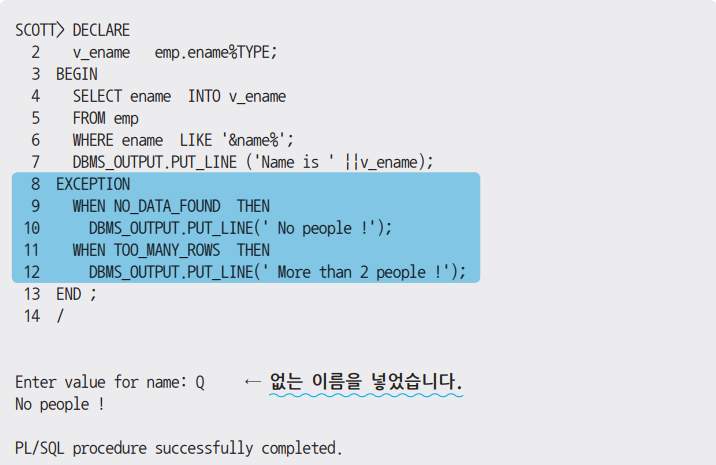 SCOTT> DECLARE
2 v_ename emp.ename%TYPE;
3 BEGIN
4 SELECT ename INTO v_ename
5 FROM emp
6 WHERE ename LIKE '&name%';
7 DBMS_OUTPUT.PUT_LINE ('Name is ' ||v_ename);
8 EXCEPTION
9 WHEN NO_DATA_FOUND THEN
10 DBMS_OUTPUT.PUT_LINE(' No people !');
11 WHEN TOO_MANY_ROWS THEN
12 DBMS_OUTPUT.PUT_LINE(' More than 2 people !');
13 END ;
14 /
Enter value for name: Q ← 없는 이름을 넣었습니다.
No people !
PL/SQL procedure successfully completed.